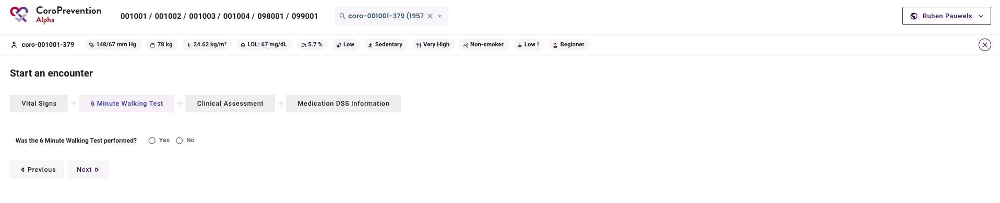 CoroPrevention
Alpha
001001 / 001002 / 001003 / 001004 / 098001 / 099001
coro-001001-379 (1957
Ruben Pauwels
coro-001001-379
148/67 mm Hg
78 kg
24.62 kg/m²
LDL: 67 mg/dL
5.7 %
Low
Sedentary
Very High
Non-smoker
Low !
Beginner
Start an encounter
Vital Signs
6 Minute Walking Test
Clinical Assessment
Medication DSS Information
Was the 6 Minute Walking Test performed?
Yes
No
Previous
Next